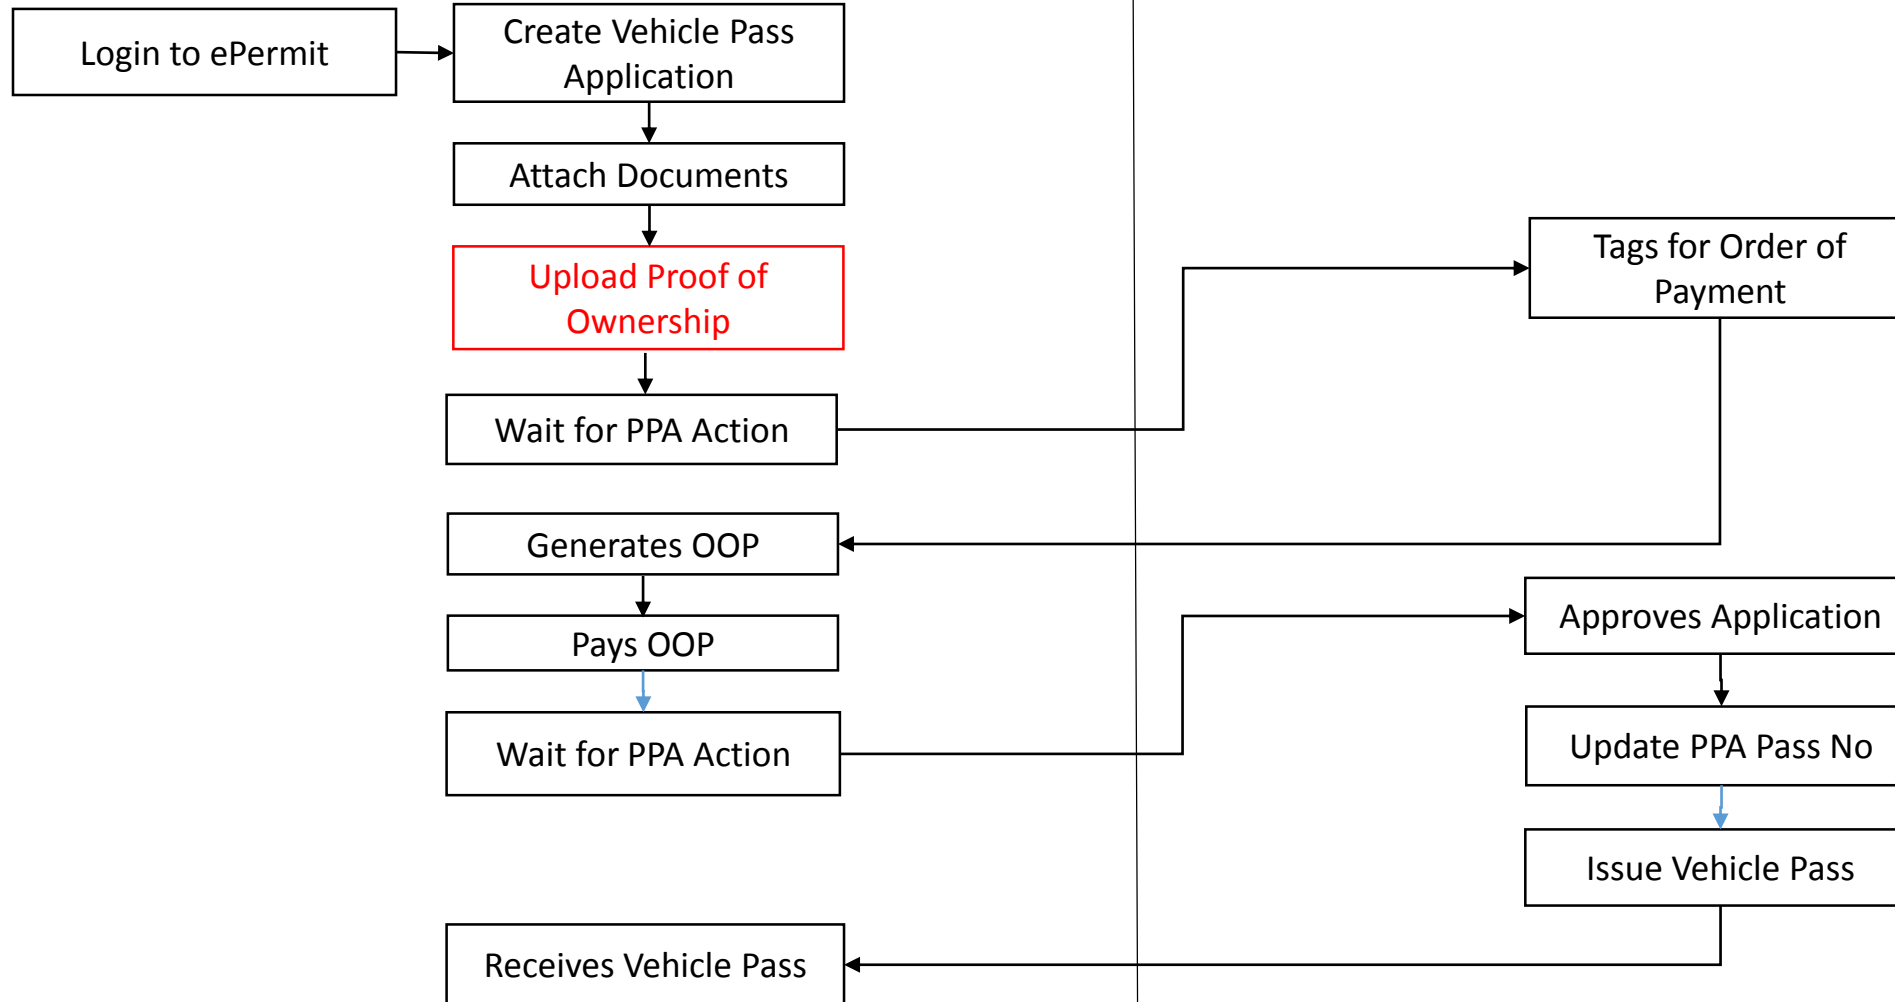 Login to ePermit
Create Vehicle Pass
Application
Attach Documents
Upload Proof of
Ownership
Wait for PPA Action
Tags for Order of
Payment
Generates OOP
Pays OOP
Wait for PPA Action
Approves Application
Update PPA Pass No
Issue Vehicle Pass
Receives Vehicle Pass